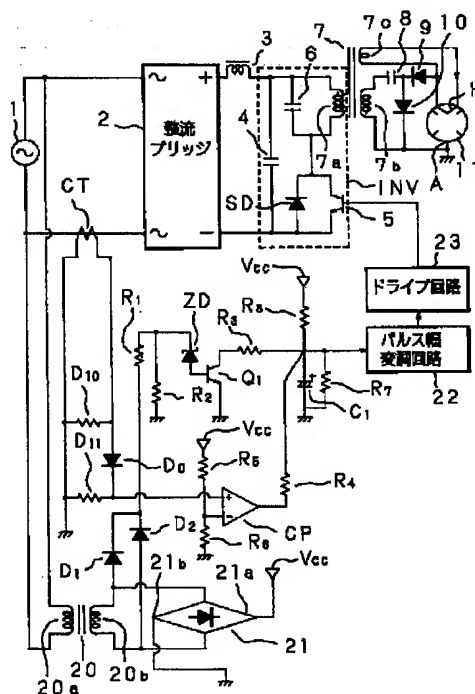 7
7c
8
9
10
3
6
1
2
整流
ブリッジ
4
7a
7b
H
11
A
INV
CT
SD
5
23
Vcc
ドライブ回路
R1
ZD
R3
R8
パルス幅
変調回路
22
Q1
R2
C1
R7
D10
Vcc
D11
D0
R5
R4
D2
CP
R6
D1
21b
21a
Vcc
21
20a
20
20b